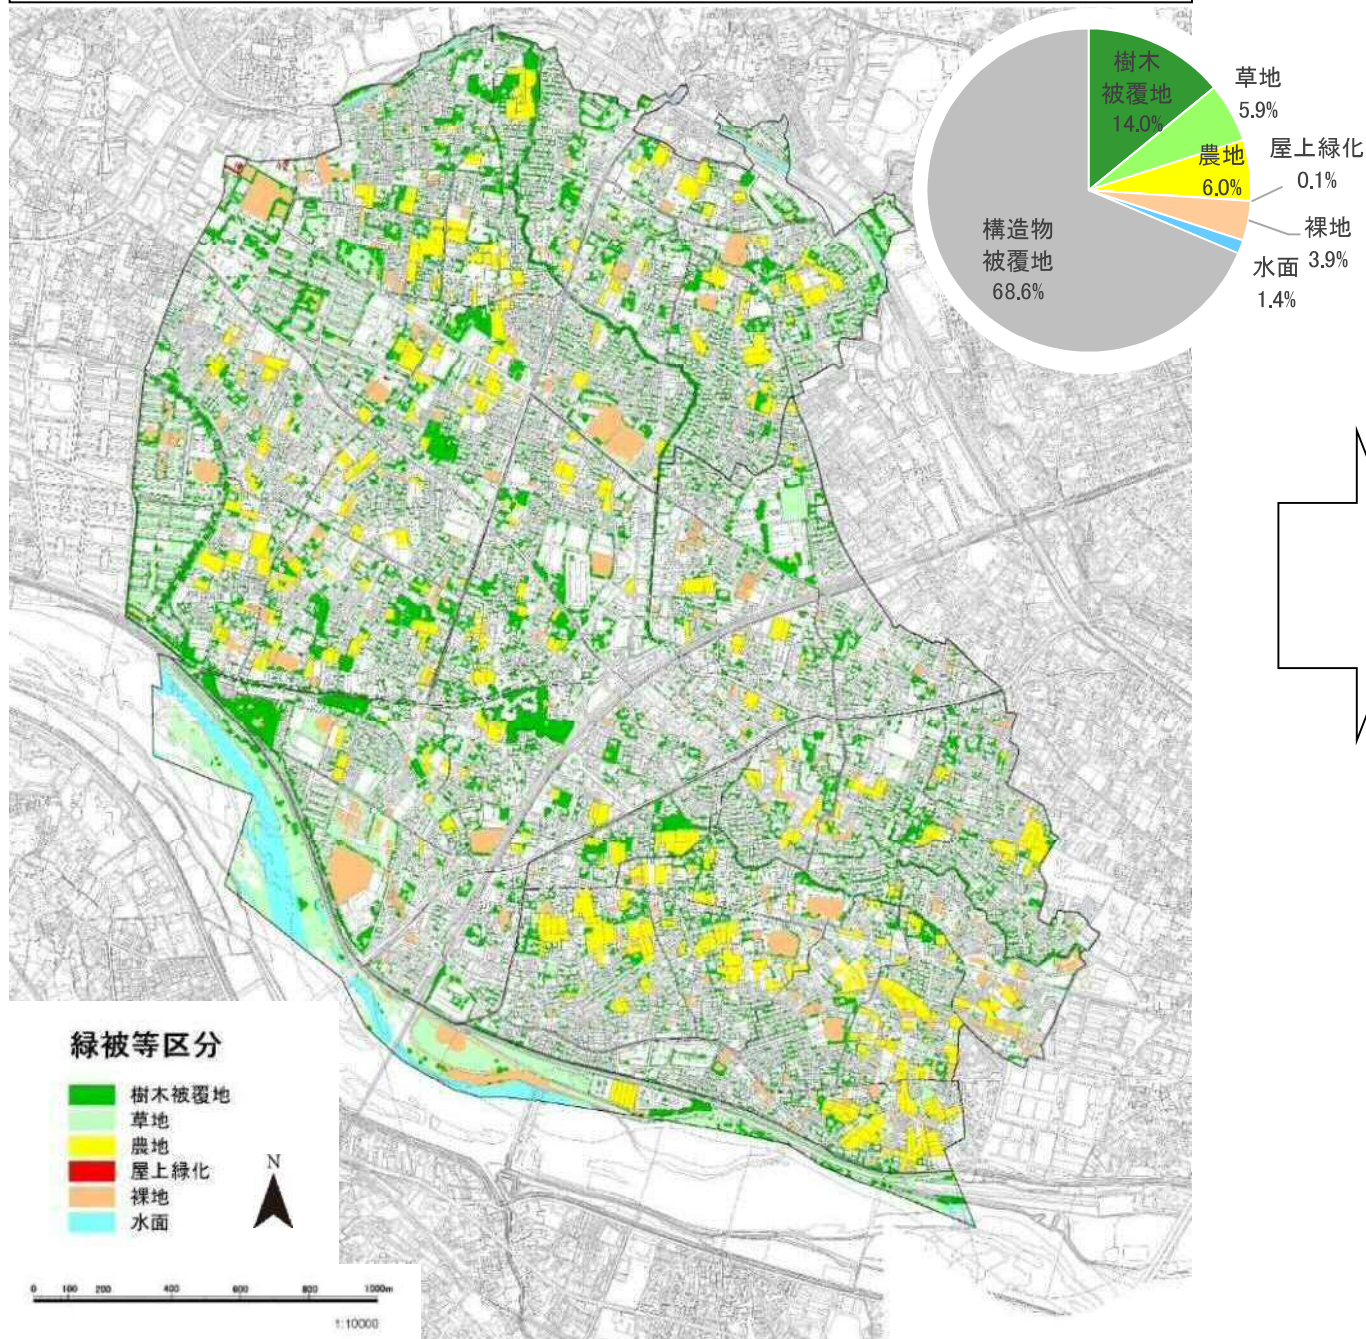 樹木
被覆地
14.0%
草地
5.9%
農地
6.0%
屋上緑化
0.1%
裸地
3.9%
水面
1.4%
構造物
被覆地
68.6%
緑被等区分
樹木被覆地
草地
農地
屋上緑化
裸地
水面
N
0 100 200 400 600 800 1000m
1:10000